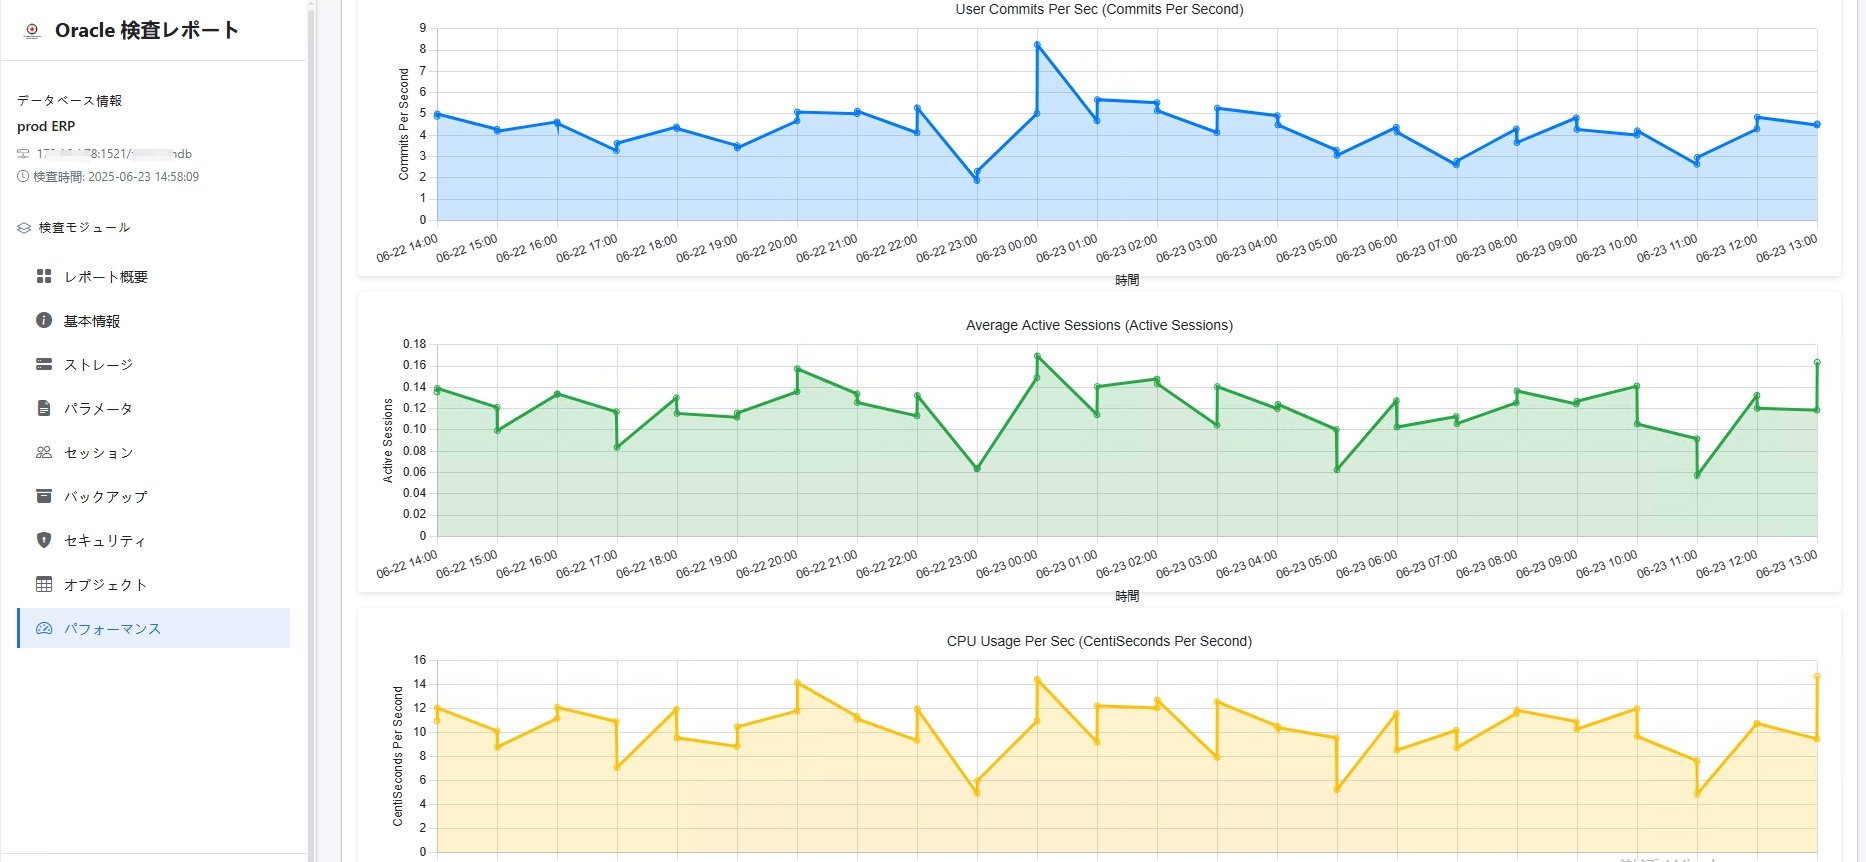 Oracle 検査レポート
データベース情報
prod ERP
:1521/
検査時間: 2025-06-23 14:58:09
検査モジュール
レポート概要
基本情報
ストレージ
パラメータ
セッション
バックアップ
セキュリティ
オブジェクト
パフォーマンス
User Commits Per Sec (Commits Per Second)
Commits Per Second
9
8
7
6
5
4
3
2
1
0
06-22 14:00 06-22 15:00 06-22 16:00 06-22 17:00 06-22 18:00 06-22 19:00 06-22 20:00 06-22 21:00 06-22 22:00 06-22 23:00 06-23 00:00 06-23 01:00 06-23 02:00 06-23 03:00 06-23 04:00 06-23 05:00 06-23 06:00 06-23 07:00 06-23 08:00 06-23 09:00 06-23 10:00 06-23 11:00 06-23 12:00 06-23 13:00
時間
Average Active Sessions (Active Sessions)
Active Sessions
0.18
0.16
0.14
0.12
0.10
0.08
0.06
0.04
0.02
0
06-22 14:00 06-22 15:00 06-22 16:00 06-22 17:00 06-22 18:00 06-22 19:00 06-22 20:00 06-22 21:00 06-22 22:00 06-22 23:00 06-23 00:00 06-23 01:00 06-23 02:00 06-23 03:00 06-23 04:00 06-23 05:00 06-23 06:00 06-23 07:00 06-23 08:00 06-23 09:00 06-23 10:00 06-23 11:00 06-23 12:00 06-23 13:00
時間
CPU Usage Per Sec (CentiSeconds Per Second)
CentiSeconds Per Second
16
14
12
10
8
6
4
2
0